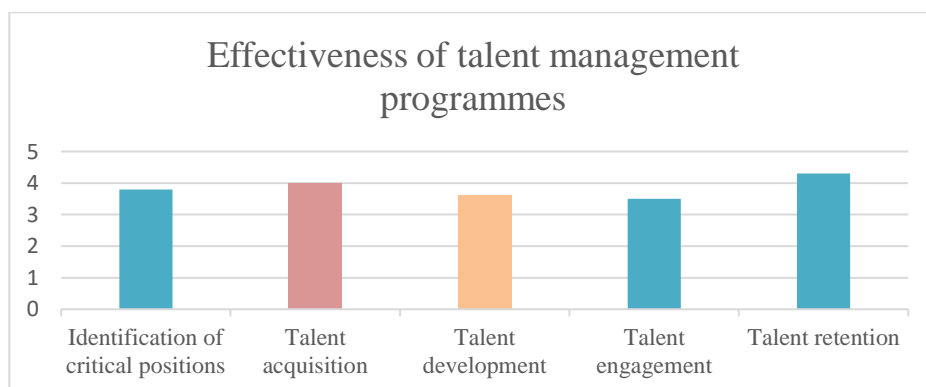 Effectiveness of talent management
programmes
5
4
3
2
1
0
Identification of
critical positions
Talent
acquisition
Talent
development
Talent
engagement
Talent retention